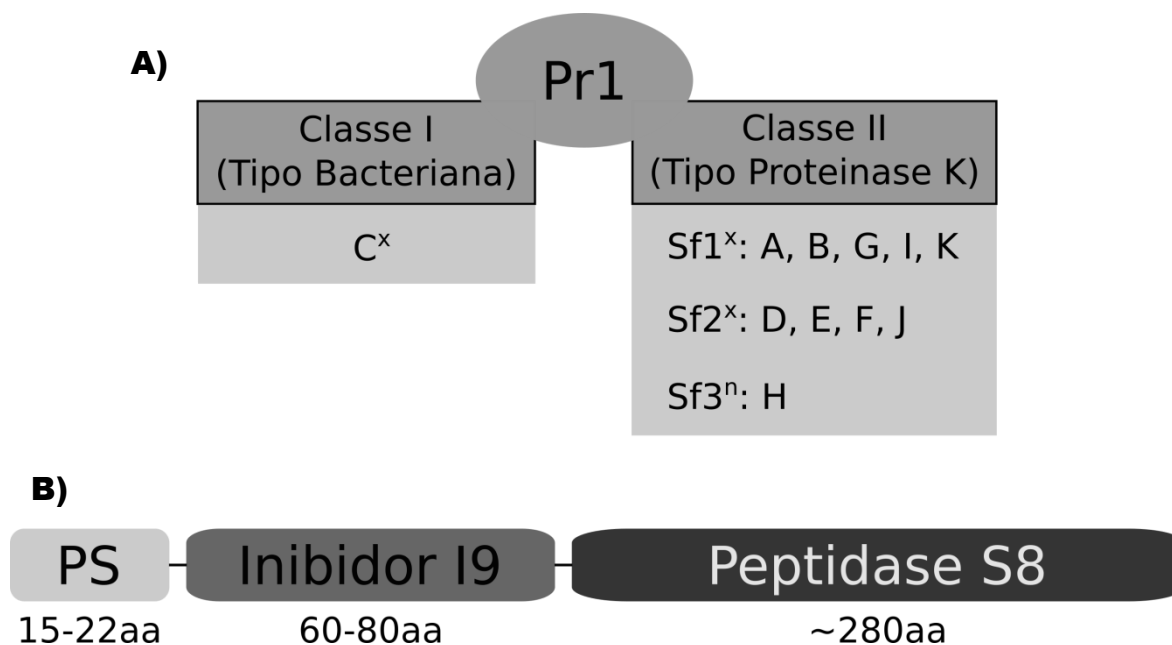 A)
Pr1
Classe I
(Tipo Bacteriana)
Classe II
(Tipo Proteinase K)
Cˣ
Sf1ˣ: A, B, G, I, K
Sf2ˣ: D, E, F, J
Sf3ⁿ: H
B)
PS
Inibidor I9
Peptidase S8
15-22aa
60-80aa
~280aa